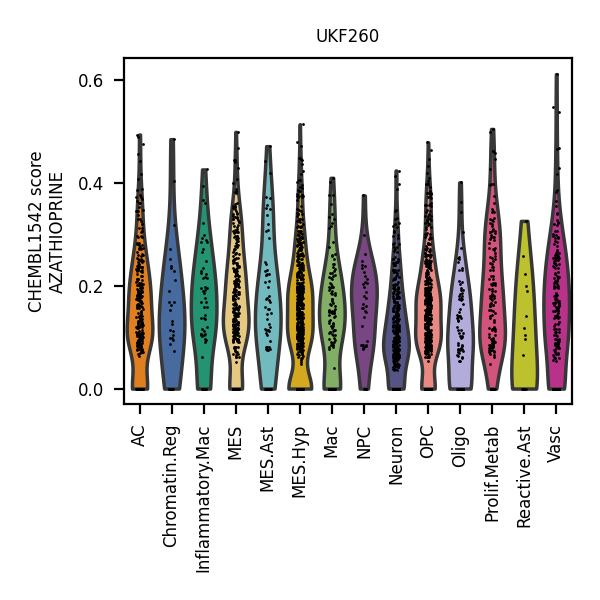 UKF260
CHEMBL1542 score
AZATHIOPRINE
0.6
0.4
0.2
0.0
AC
Chromatin.Reg
Inflammatory.Mac
MES
MES.Ast
MES.Hyp
Mac
NPC
Neuron
OPC
Oligo
Prolif.Metab
Reactive.Ast
Vasc